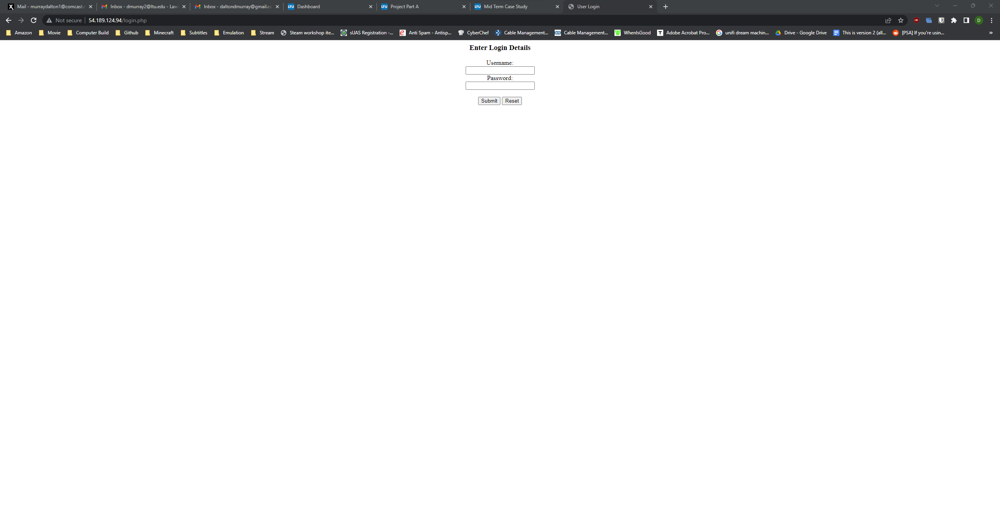 Mail - murraydalton1@comcast.
Inbox - dmurray2@ltu.edu - Law
Inbox - daltondmurray@gmail.co
LTU Dashboard
LTU Project Part A
LTU Mid Term Case Study
User Login
Not secure 54.189.124.94/login.php
D
Amazon Movie Computer Build Github Minecraft Subtitles Emulation Stream Steam workshop ite... sUAS Registration -... Anti Spam - Antisp... CyberChef Cable Management... Cable Management... WhenIsGood Adobe Acrobat Pro... unifi dream machin... Drive - Google Drive This is version 2 (all... [PSA] If you're usin... »
Enter Login Details
Username:
Password:
Submit Reset